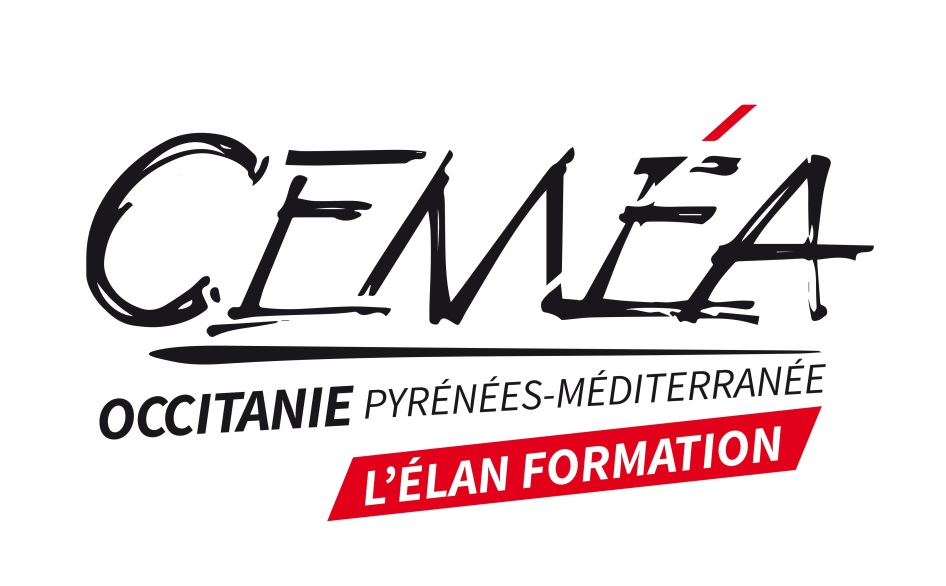 CEMÉA
OCCITANIE PYRÉNÉES-MÉDITERRANÉE
L'ÉLAN FORMATION